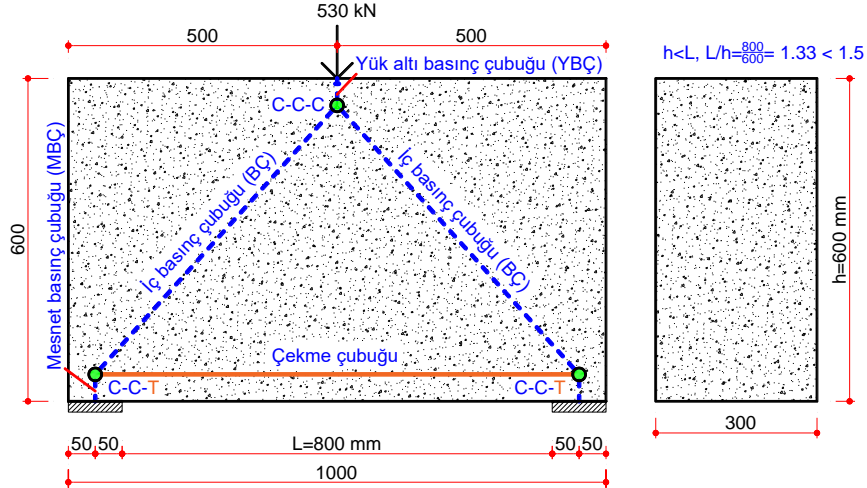 530 kN
500
500
h<L, L/h=800/600= 1.33 < 1.5
Yük altı basınç çubuğu (YBÇ)
C-C-C
Mesnet basınç çubuğu (MBÇ)
İç basınç çubuğu (BÇ)
İç basınç çubuğu (BÇ)
600
h=600 mm
Çekme çubuğu
C-C-T
C-C-T
300
50 50
L=800 mm
50 50
1000